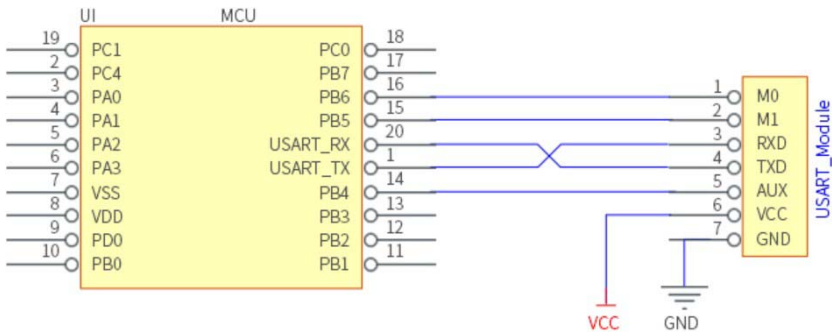 UI MCU
19 PC1 PC0 18
2 PC4 PB7 17
3 PA0 PB6 16
4 PA1 PB5 15
5 PA2 USART_RX 20
6 PA3 USART_TX 1
7 VSS PB4 14
8 VDD PB3 13
9 PD0 PB2 12
10 PB0 PB1 11
1 M0
2 M1
3 RXD
4 TXD
5 AUX
6 VCC
7 GND
USART_Module
VCC
GND